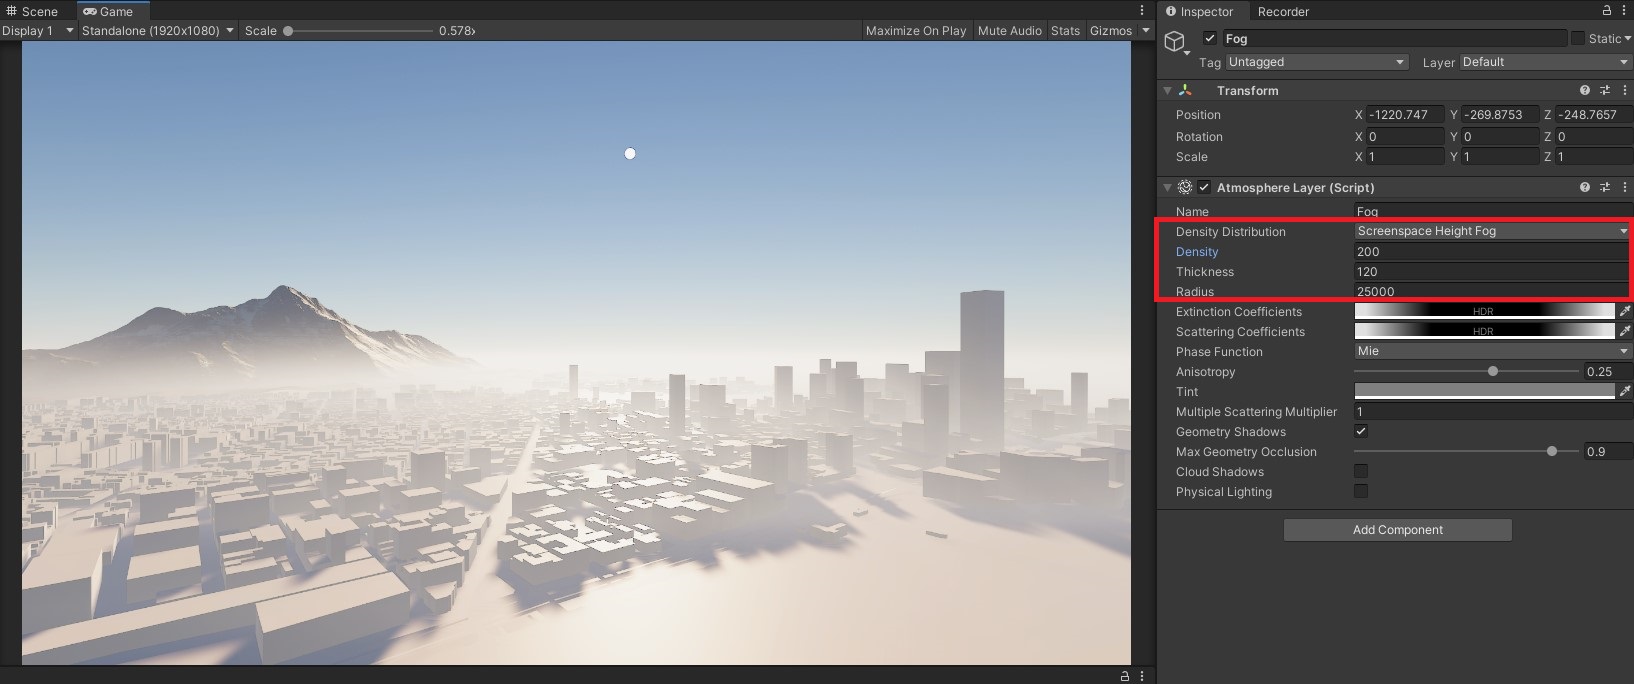 Scene Game
Display 1 Standalone (1920x1080) Scale 0.578x Maximize On Play Mute Audio Stats Gizmos
Inspector Recorder
Fog Static
Tag Untagged Layer Default
Transform
Position X -1220.747 Y -269.8753 Z -248.7657
Rotation X 0 Y 0 Z 0
Scale X 1 Y 1 Z 1
Atmosphere Layer (Script)
Name Fog
Density Distribution Screenspace Height Fog
Density 200
Thickness 120
Radius 25000
Extinction Coefficients HDR
Scattering Coefficients HDR
Phase Function Mie
Anisotropy 0.25
Tint
Multiple Scattering Multiplier 1
Geometry Shadows
Max Geometry Occlusion 0.9
Cloud Shadows
Physical Lighting
Add Component